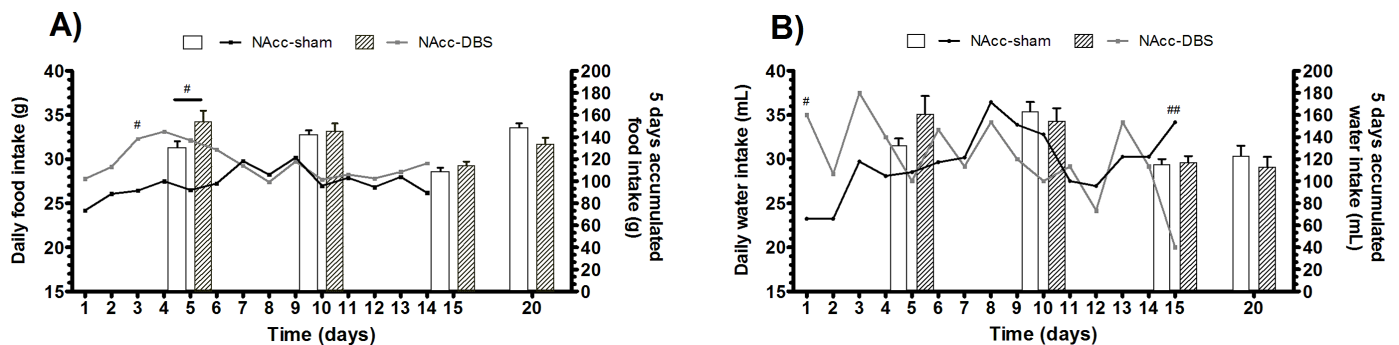 A)
NAcc-sham NAcc-DBS
Daily food intake (g)
40
35
30
25
20
15
#
#
200
180
160
140
120
100
80
60
40
20
0
5 days accumulated
food intake (g)
1 2 3 4 5 6 7 8 9 10 11 12 13 14 15 20
Time (days)
B)
NAcc-sham NAcc-DBS
Daily water intake (mL)
40
35
30
25
20
15
#
##
200
180
160
140
120
100
80
60
40
20
0
5 days accumulated
water intake (mL)
1 2 3 4 5 6 7 8 9 10 11 12 13 14 15 20
Time (days)